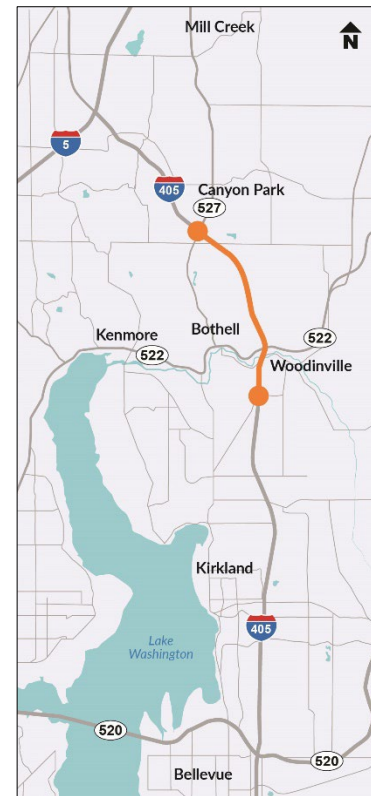 Mill Creek
N
5
405
Canyon Park
527
Kenmore
Bothell
522
522
Woodinville
Kirkland
405
Lake
Washington
520
520
Bellevue